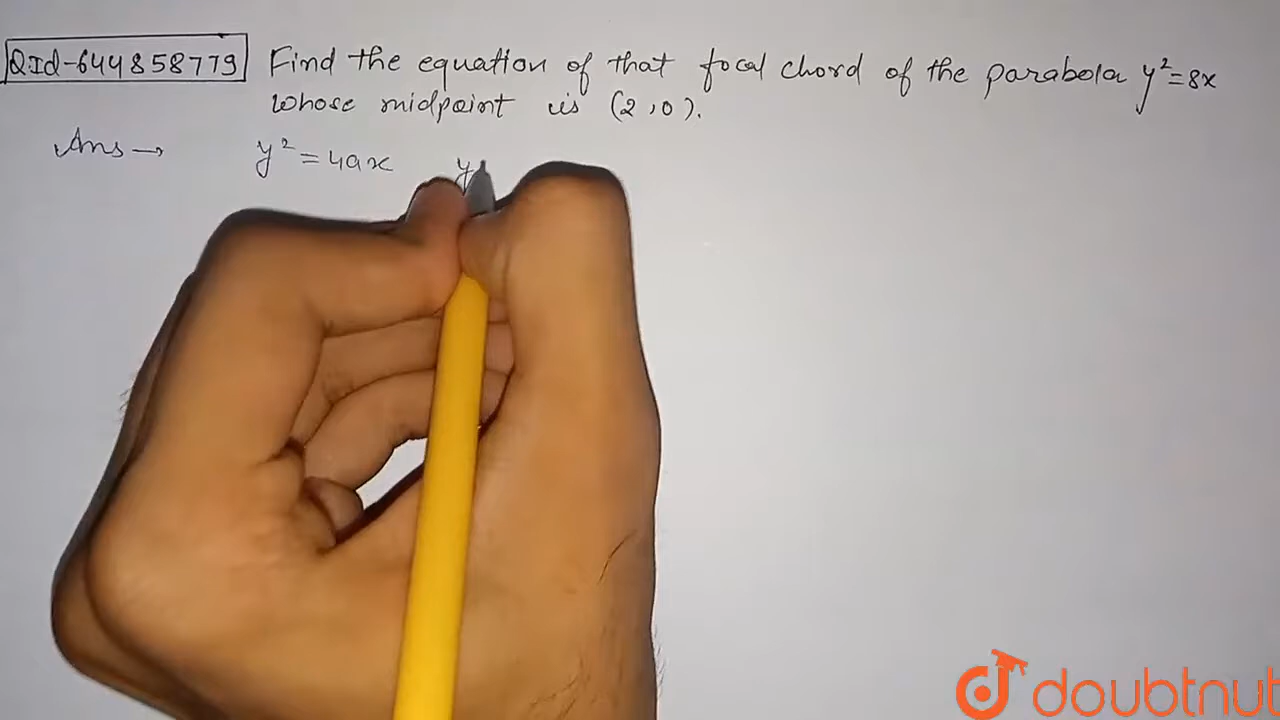 QId-644858779 Find the equation of that focal chord of the parabola y²=8x
whose midpoint is (2,0).
Ans → y² = 4ax y
doubtnut